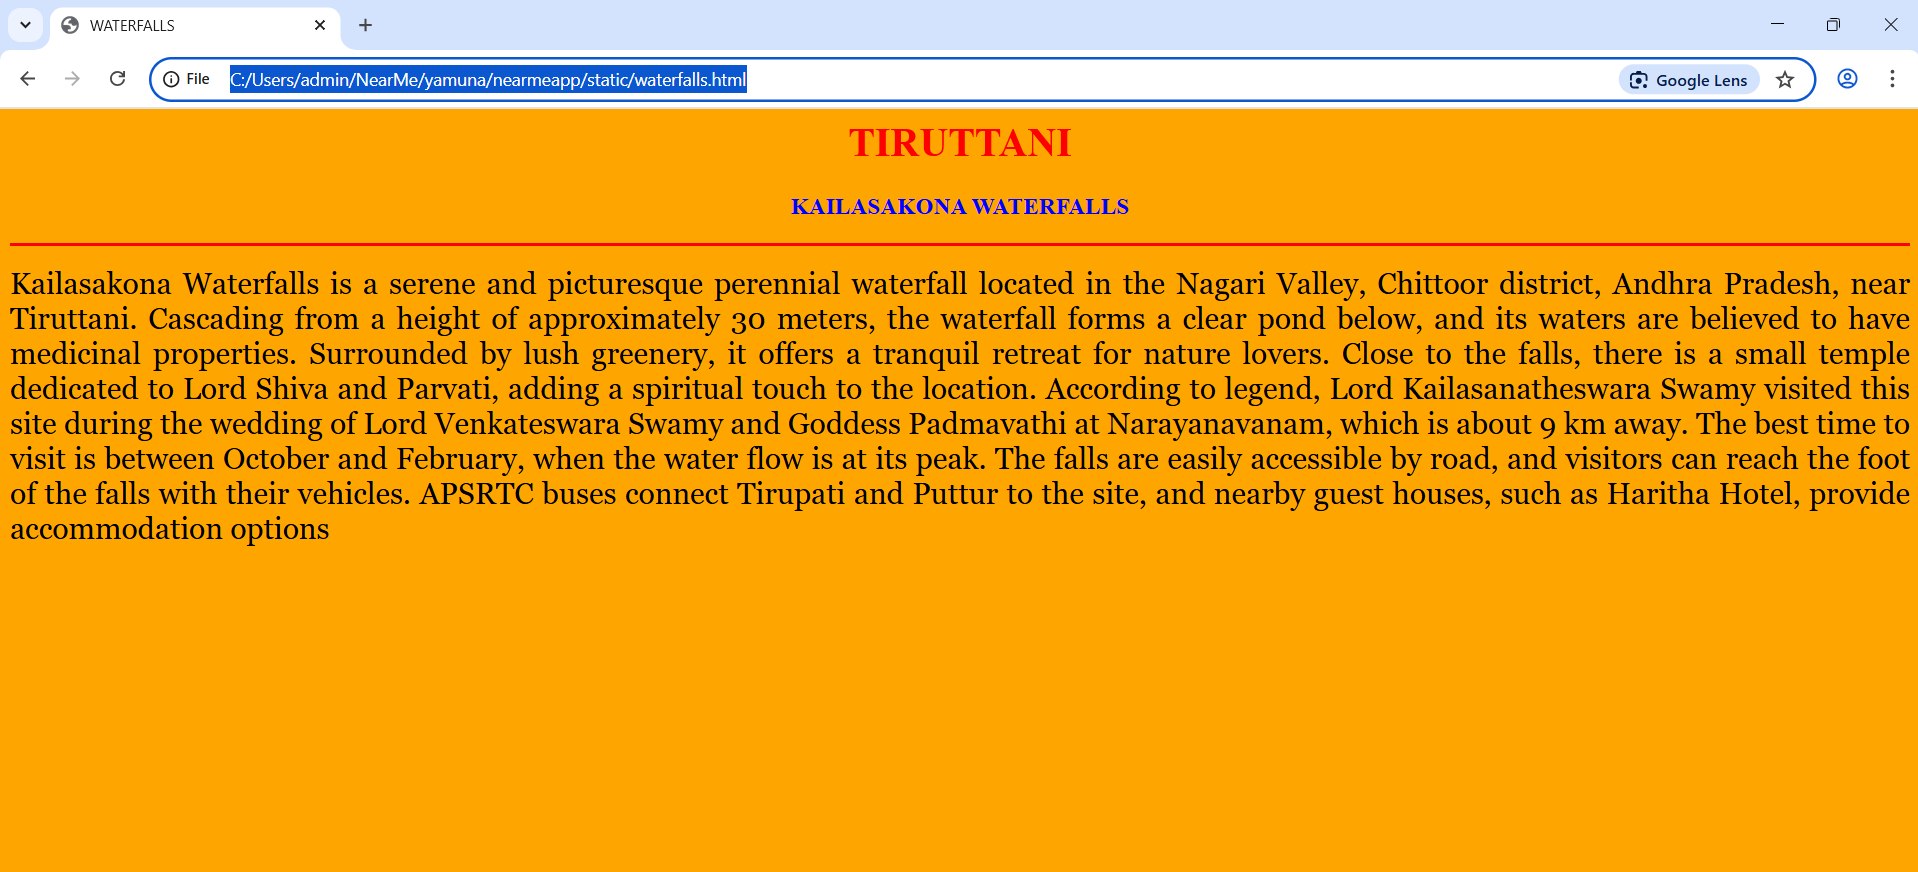 WATERFALLS
File
C:/Users/admin/NearMe/yamuna/nearmeapp/static/waterfalls.html
Google Lens
TIRUTTANI
KAILASAKONA WATERFALLS
Kailasakona Waterfalls is a serene and picturesque perennial waterfall located in the Nagari Valley, Chittoor district, Andhra Pradesh, near
Tiruttani. Cascading from a height of approximately 30 meters, the waterfall forms a clear pond below, and its waters are believed to have
medicinal properties. Surrounded by lush greenery, it offers a tranquil retreat for nature lovers. Close to the falls, there is a small temple
dedicated to Lord Shiva and Parvati, adding a spiritual touch to the location. According to legend, Lord Kailasanatheswara Swamy visited this
site during the wedding of Lord Venkateswara Swamy and Goddess Padmavathi at Narayanavanam, which is about 9 km away. The best time to
visit is between October and February, when the water flow is at its peak. The falls are easily accessible by road, and visitors can reach the foot
of the falls with their vehicles. APSRTC buses connect Tirupati and Puttur to the site, and nearby guest houses, such as Haritha Hotel, provide
accommodation options